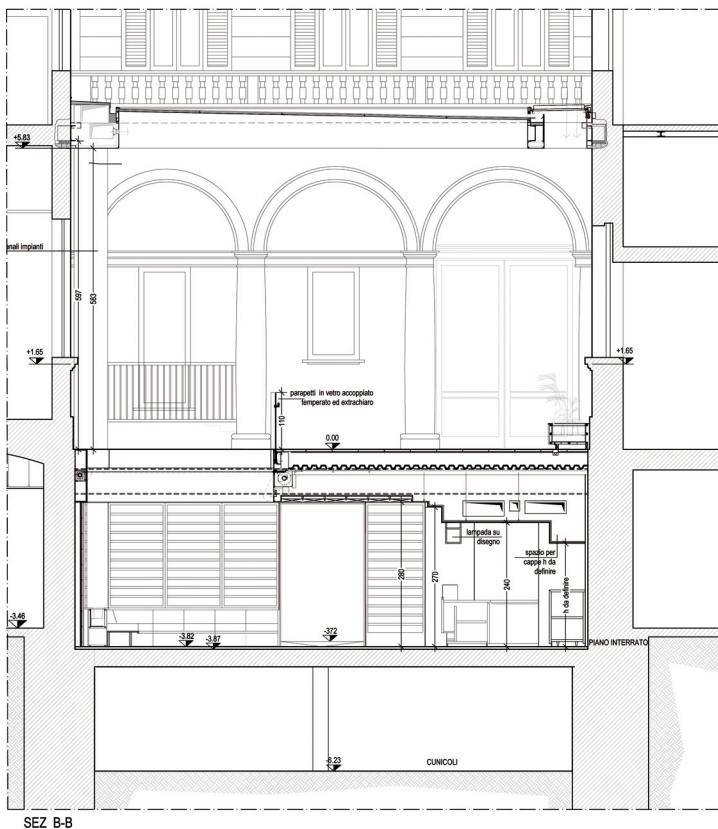 +5.83
anali impianti
597
583
+1.65
+1.65
parapetti in vetro accoppiato
temperato ed extrachiaro
110
0.00
lampada su
disegno
spazio per
cappe h da
definire
280
270
240
h da definire
-3.46
-3.82
-3.87
-372
PIANO INTERRATO
-6.23
CUNICOLI
SEZ B-B